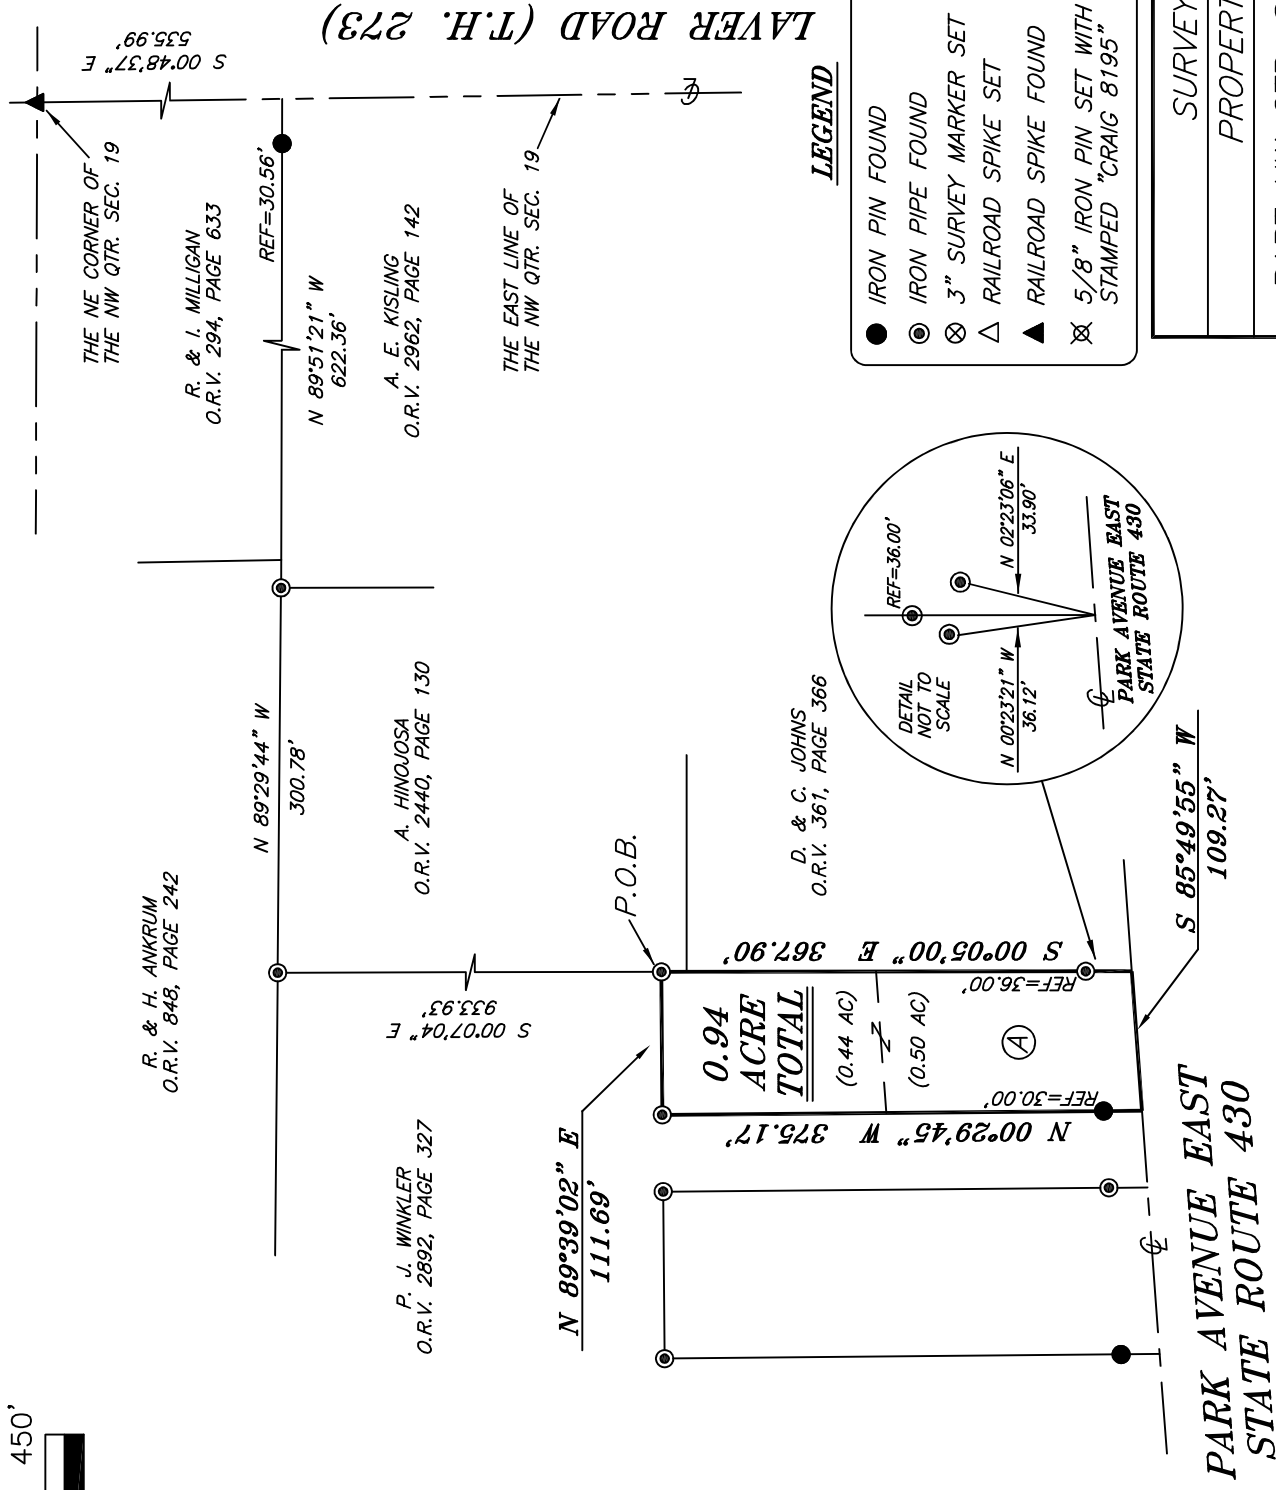 450'
S 00°48'37" E
535.99'
LAVER ROAD (T.H. 273)
THE NE CORNER OF
THE NW QTR. SEC. 19
R. & I. MILLIGAN
O.R.V. 294, PAGE 633
REF=30.56'
N 89°51'21" W
622.36'
A. E. KISLING
O.R.V. 2962, PAGE 142
THE EAST LINE OF
THE NW QTR. SEC. 19
LEGEND
IRON PIN FOUND
IRON PIPE FOUND
3" SURVEY MARKER SET
RAILROAD SPIKE SET
RAILROAD SPIKE FOUND
5/8" IRON PIN SET WITH
STAMPED "CRAIG 8195"
SURVEY
PROPERT
R. & H. ANKRUM
O.R.V. 848, PAGE 242
N 89°29'44" W
300.78'
A. HINOJOSA
O.R.V. 2440, PAGE 130
S 00°07'04" E
933.93'
P. J. WINKLER
O.R.V. 2892, PAGE 327
P.O.B.
D. & C. JOHNS
O.R.V. 361, PAGE 366
N 89°39'02" E
111.69'
S 00°05'00" E 367.90'
REF=36.00'
0.94
ACRE
TOTAL
(0.44 AC)
(0.50 AC)
A
REF=30.00'
N 00°29'45" W 375.17'
S 85°49'55" W
109.27'
DETAIL
NOT TO
SCALE
REF=36.00'
N 00°23'21" W
36.12'
N 02°23'06" E
33.90'
PARK AVENUE EAST
STATE ROUTE 430
PARK AVENUE EAST
STATE ROUTE 430